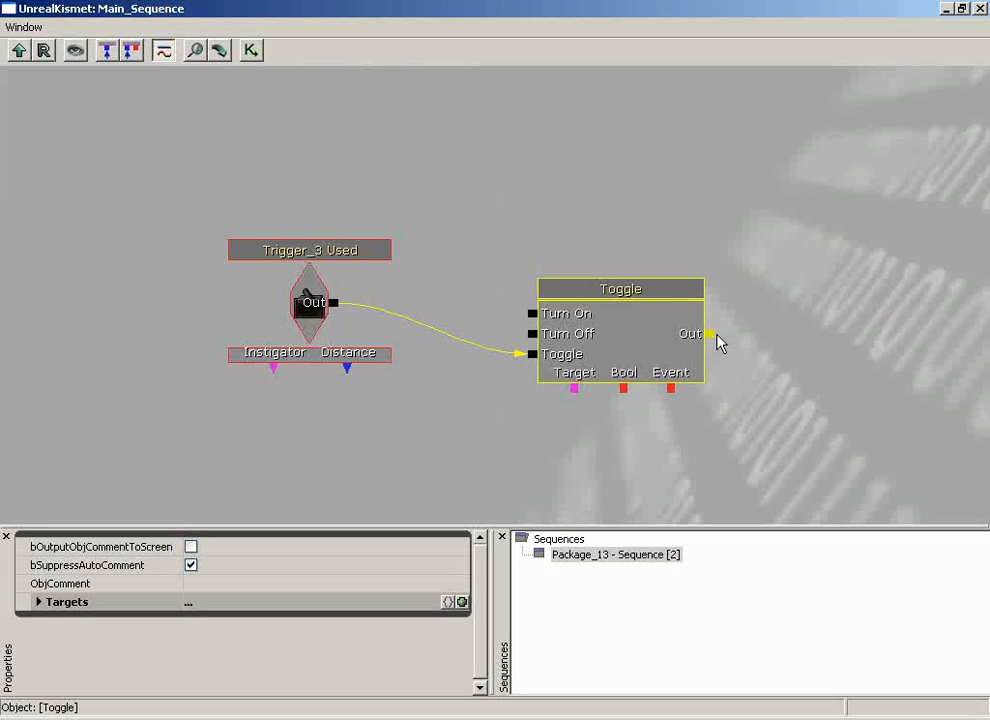 UnrealKismet: Main_Sequence
Window
R
K
Trigger_3 Used
Out
Instigator Distance
Toggle
Turn On
Turn Off Out
Toggle
Target Bool Event
bOutputObjCommentToScreen
bSuppressAutoComment
ObjComment
Targets ...
Properties
Sequences
Package_13 - Sequence [2]
Sequences
Object: [Toggle]